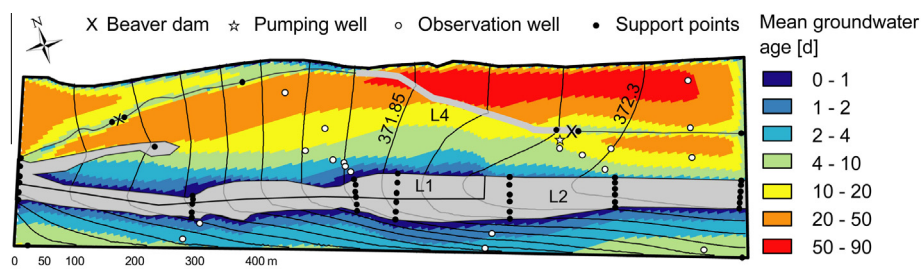 N
X Beaver dam ☆ Pumping well ○ Observation well • Support points
Mean groundwater
age [d]
0 - 1
1 - 2
2 - 4
4 - 10
10 - 20
20 - 50
50 - 90
371.85
372.3
L4
L1
L2
X
X
0 50 100 200 300 400 m